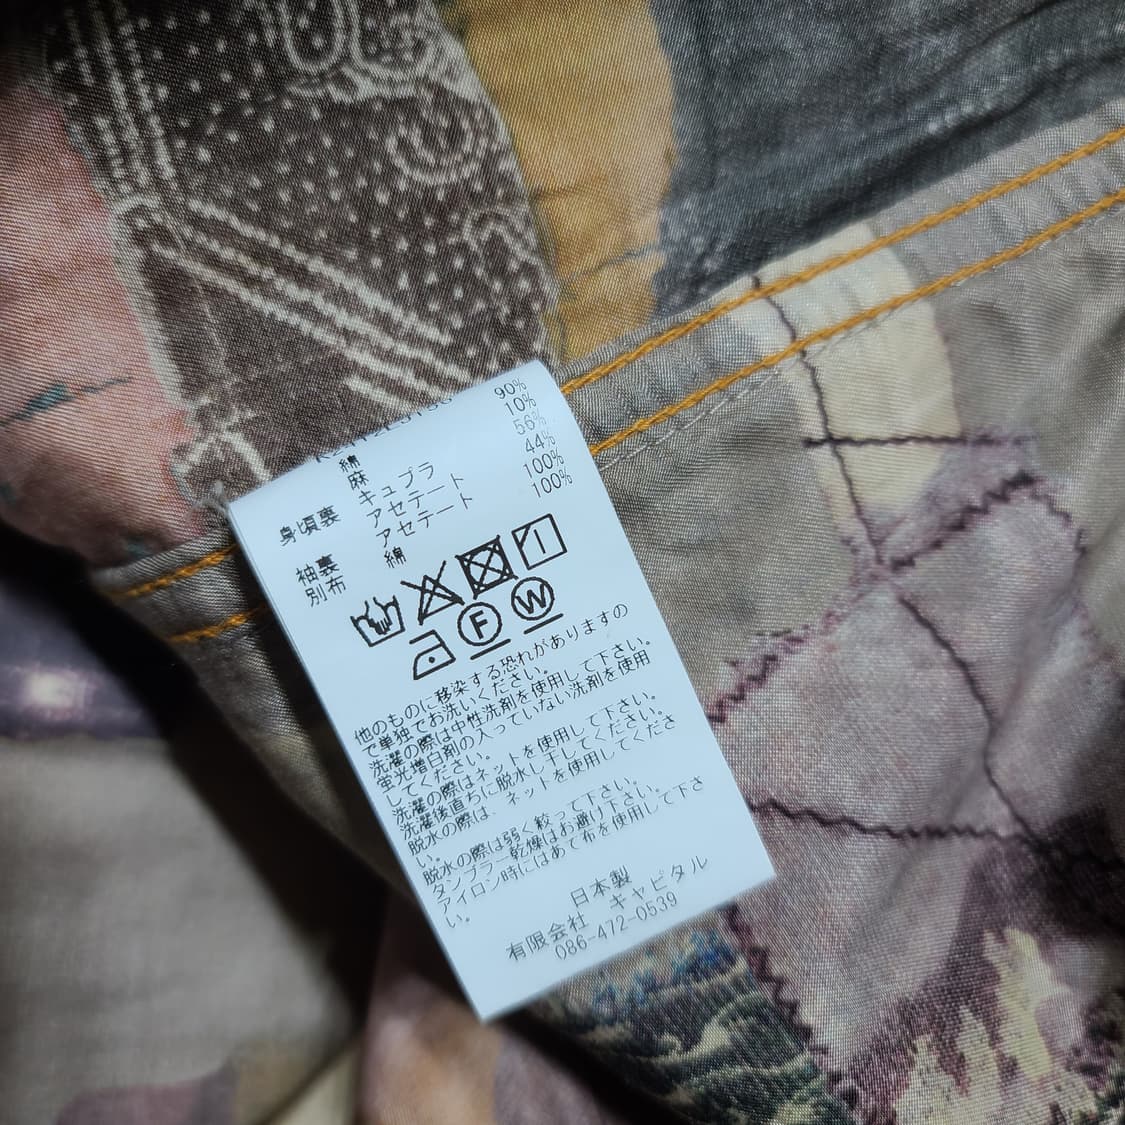 綿 90%
麻 10%
身頃裏 キュプラ 56%
アセテート 44%
袖裏 アセテート 100%
別布 綿 100%
F W
他のものに移染する恐れがありますの
で単独でお洗いください。
洗濯の際は中性洗剤を使用して下さい。
蛍光増白剤の入っていない洗剤を使用
してください。
洗濯の際はネットを使用して下さい。
洗濯後直ちに脱水し干してください。
脱水の際は、ネットを使用してくださ
い。
脱水の際は弱く絞って下さい。
タンブラー乾燥はお避け下さい。
アイロン時にはあて布を使用して下さ
い。
日本製
有限会社 キャピタル
086-472-0539